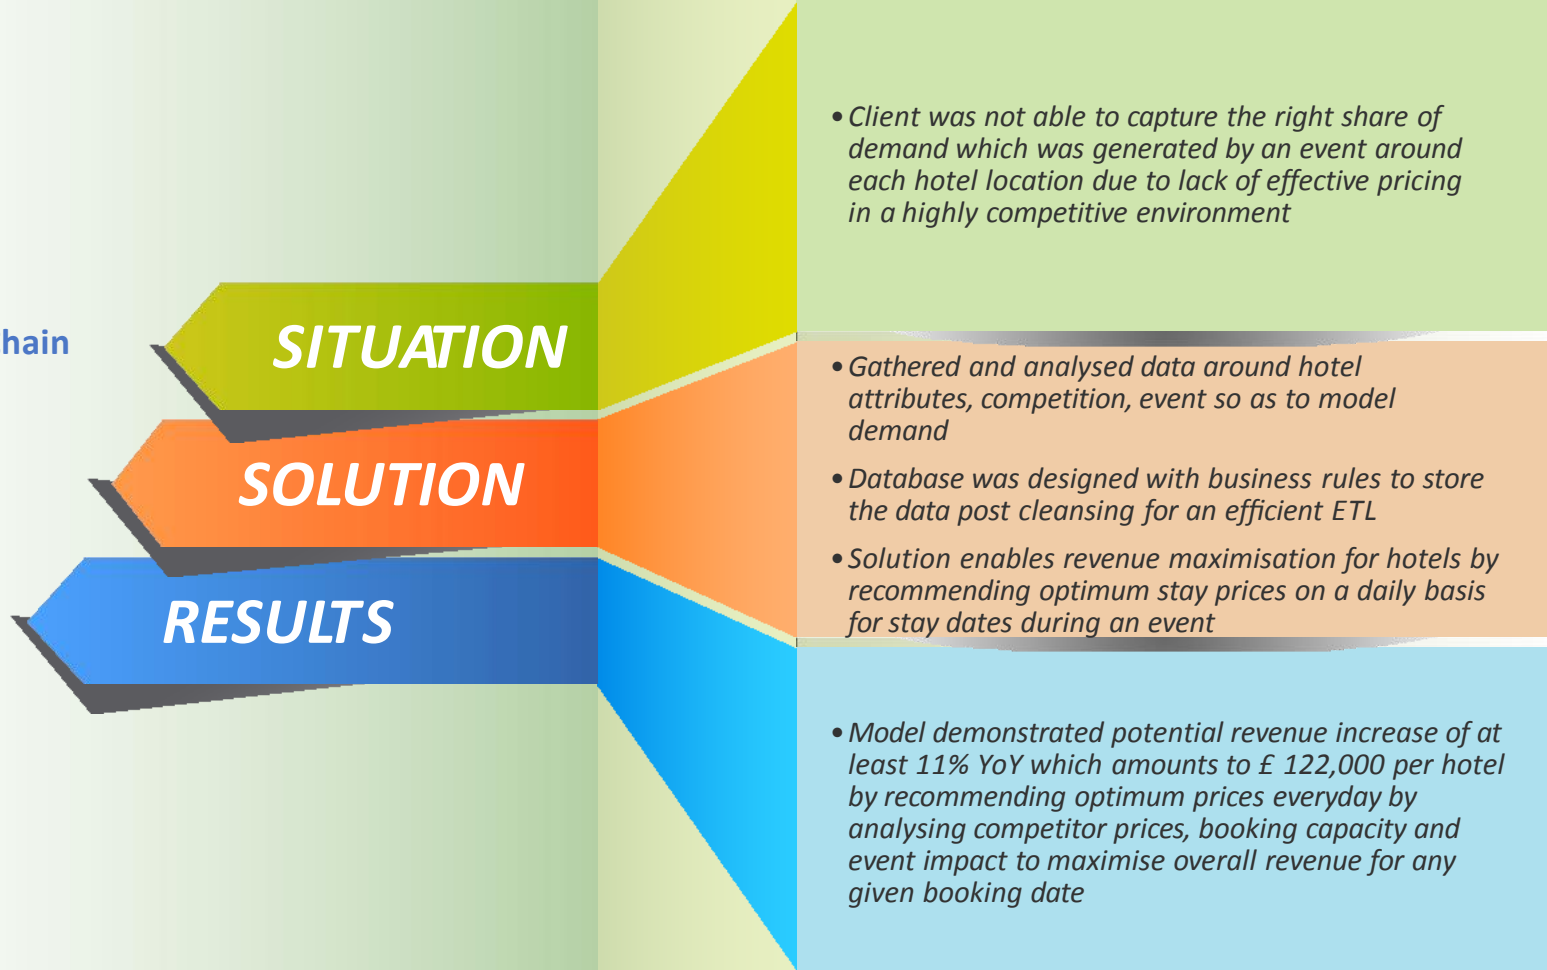 hain
SITUATION
• Client was not able to capture the right share of
demand which was generated by an event around
each hotel location due to lack of effective pricing
in a highly competitive environment
SOLUTION
• Gathered and analysed data around hotel
attributes, competition, event so as to model
demand
• Database was designed with business rules to store
the data post cleansing for an efficient ETL
• Solution enables revenue maximisation for hotels by
recommending optimum stay prices on a daily basis
for stay dates during an event
RESULTS
• Model demonstrated potential revenue increase of at
least 11% YoY which amounts to £ 122,000 per hotel
by recommending optimum prices everyday by
analysing competitor prices, booking capacity and
event impact to maximise overall revenue for any
given booking date